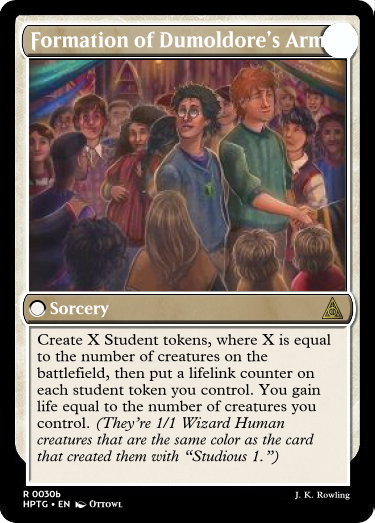 Formation of Dumoldore's Arm
Sorcery
Create X Student tokens, where X is equal
to the number of creatures on the
battlefield, then put a lifelink counter on
each student token you control. You gain
life equal to the number of creatures you
control. (They're 1/1 Wizard Human
creatures that are the same color as the card
that created them with “Studious 1.”)
R 0030b
HPTG • EN Ottowl
J. K. Rowling